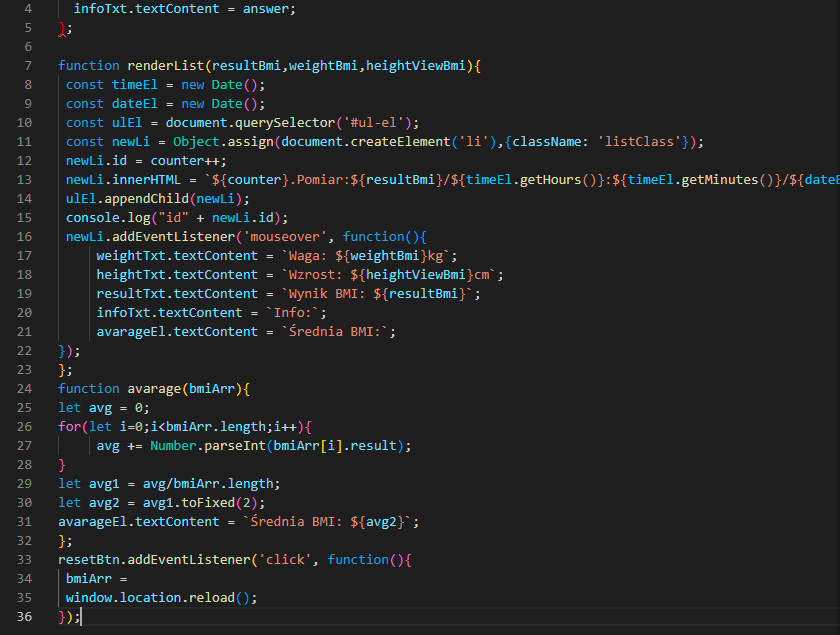 4 infoTxt.textContent = answer;
5 };
6
7 function renderList(resultBmi,weightBmi,heightViewBmi){
8 const timeEl = new Date();
9 const dateEl = new Date();
10 const ulEl = document.querySelector('#ul-el');
11 const newLi = Object.assign(document.createElement('li'),{className: 'listClass'});
12 newLi.id = counter++;
13 newLi.innerHTML = `${counter}.Pomiar:${resultBmi}/${timeEl.getHours()}:${timeEl.getMinutes()}/${dateE
14 ulEl.appendChild(newLi);
15 console.log("id" + newLi.id);
16 newLi.addEventListener('mouseover', function(){
17 weightTxt.textContent = `Waga: ${weightBmi}kg`;
18 heightTxt.textContent = `Wzrost: ${heightViewBmi}cm`;
19 resultTxt.textContent = `Wynik BMI: ${resultBmi}`;
20 infoTxt.textContent = `Info:`;
21 avarageEl.textContent = `Średnia BMI:`;
22 });
23 };
24 function avarage(bmiArr){
25 let avg = 0;
26 for(let i=0;i<bmiArr.length;i++){
27 avg += Number.parseInt(bmiArr[i].result);
28 }
29 let avg1 = avg/bmiArr.length;
30 let avg2 = avg1.toFixed(2);
31 avarageEl.textContent = `Średnia BMI: ${avg2}`;
32 };
33 resetBtn.addEventListener('click', function(){
34 bmiArr =
35 window.location.reload();
36 });